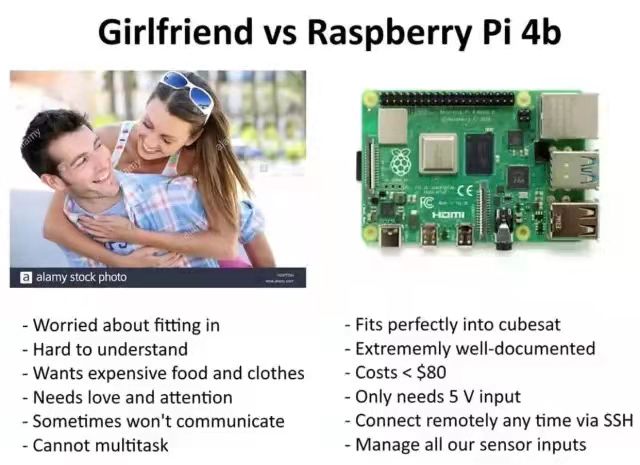 Girlfriend vs Raspberry Pi 4b
alamy stock photo
HDMI
- Worried about fitting in
- Hard to understand
- Wants expensive food and clothes
- Needs love and attention
- Sometimes won't communicate
- Cannot multitask
- Fits perfectly into cubesat
- Extrememly well-documented
- Costs < $80
- Only needs 5 V input
- Connect remotely any time via SSH
- Manage all our sensor inputs